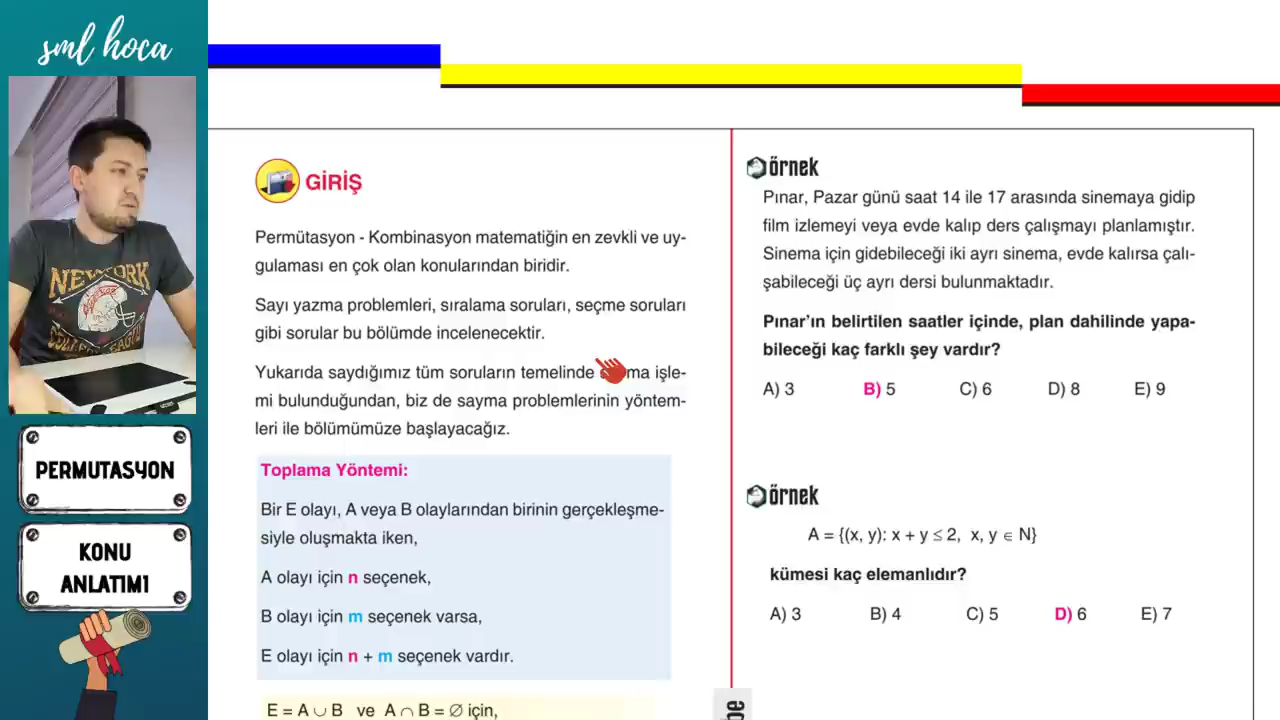 sml hoca
NEW YORK
PERMUTASYON
KONU
ANLATIMI
GİRİŞ
Permütasyon - Kombinasyon matematiğin en zevkli ve uy-
gulaması en çok olan konularından biridir.
Sayı yazma problemleri, sıralama soruları, seçme soruları
gibi sorular bu bölümde incelenecektir.
Yukarıda saydığımız tüm soruların temelinde işle-
mi bulunduğundan, biz de sayma problemlerinin yöntem-
leri ile bölümümüze başlayacağız.
Toplama Yöntemi:
Bir E olayı, A veya B olaylarından birinin gerçekleşme-
siyle oluşmakta iken,
A olayı için n seçenek,
B olayı için m seçenek varsa,
E olayı için n + m seçenek vardır.
E = A ∪ B ve A ∩ B = ∅ için,
örnek
Pınar, Pazar günü saat 14 ile 17 arasında sinemaya gidip
film izlemeyi veya evde kalıp ders çalışmayı planlamıştır.
Sinema için gidebileceği iki ayrı sinema, evde kalırsa çalı-
şabileceği üç ayrı dersi bulunmaktadır.
Pınar'ın belirtilen saatler içinde, plan dahilinde yapa-
bileceği kaç farklı şey vardır?
A) 3 B) 5 C) 6 D) 8 E) 9
örnek
A = {(x, y): x + y ≤ 2, x, y ∈ N}
kümesi kaç elemanlıdır?
A) 3 B) 4 C) 5 D) 6 E) 7